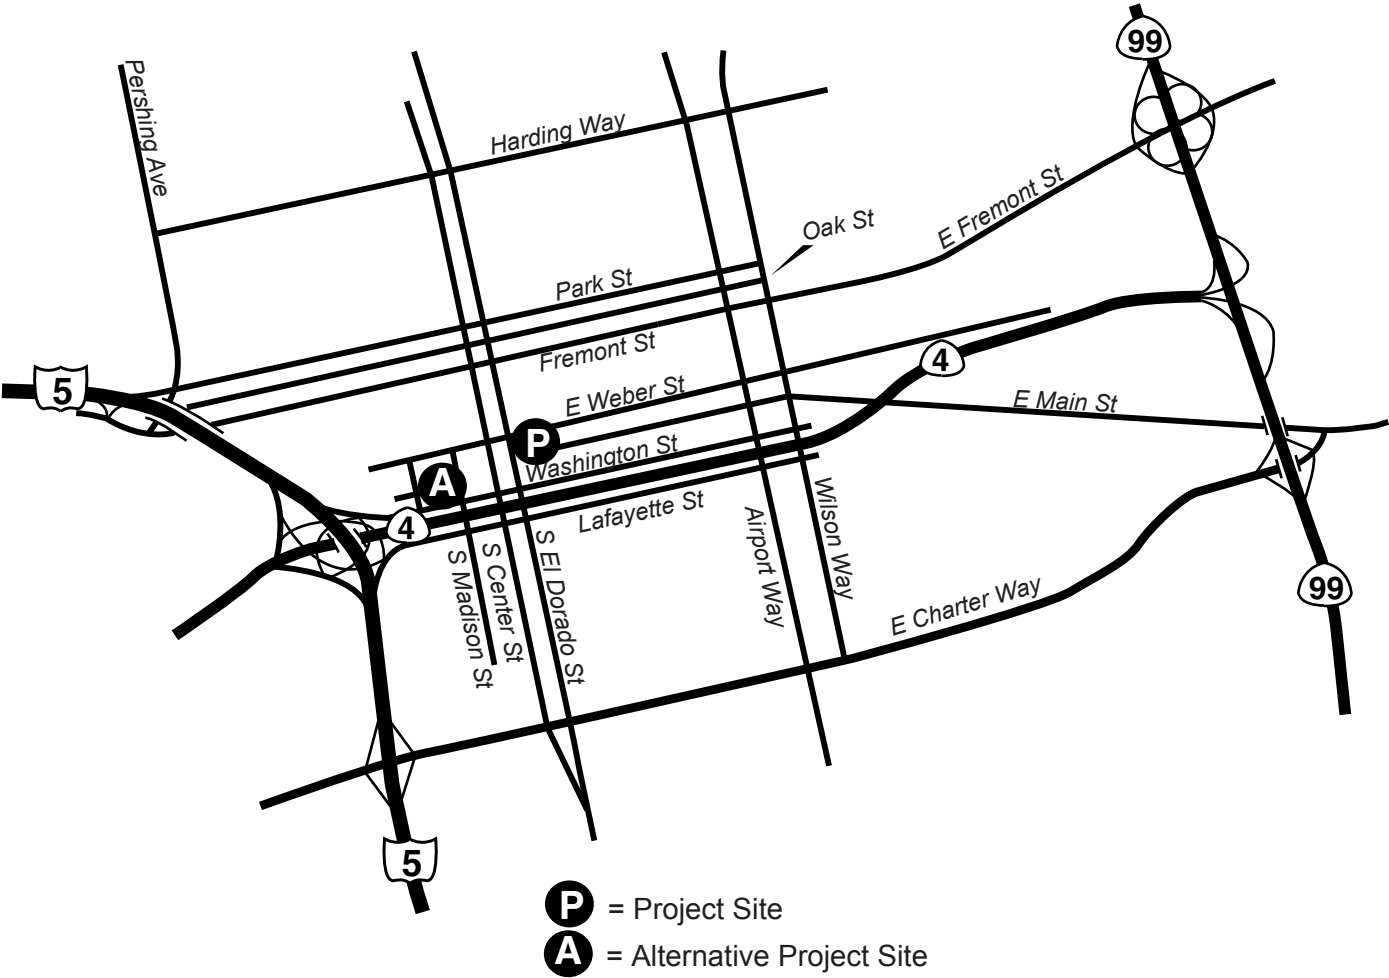 99
Pershing Ave
Harding Way
Oak St
E Fremont St
Park St
Fremont St
4
5
E Weber St
E Main St
P
Washington St
A
4
Lafayette St
Airport Way
Wilson Way
S Madison St
S Center St
S El Dorado St
99
E Charter Way
5
P = Project Site
A = Alternative Project Site